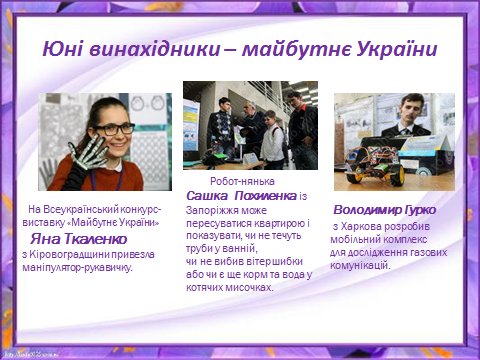 Юні винахідники – майбутнє України
На Всеукраїнський конкурс-
виставку «Майбутнє України»
Яна Ткаленко
з Кіровоградщини привезла
маніпулятор-рукавичку.
Робот-нянька
Сашка Похиленка із
Запоріжжя може
пересуватися квартирою і
показувати, чи не течуть
труби у ванній,
чи не вибив вітер шибки
або чи є ще корм та вода у
котячих мисочках.
Володимир Гурко
з Харкова розробив
мобільний комплекс
для дослідження газових
комунікацій.